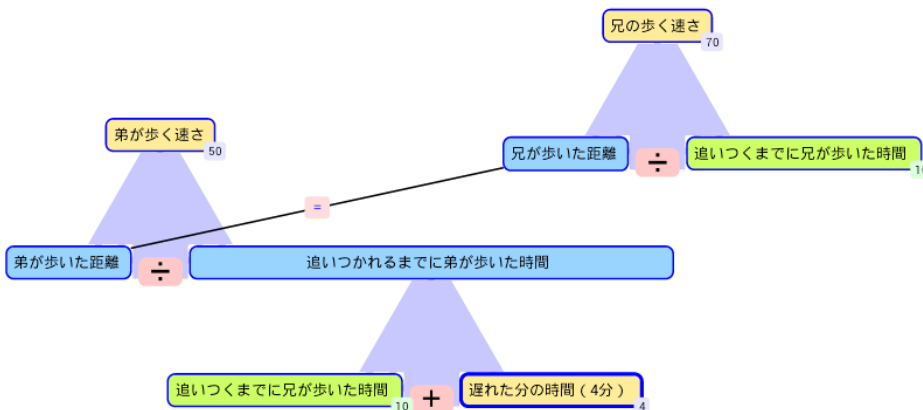 兄の歩く速さ
70
弟が歩く速さ
50
兄が歩いた距離
÷
追いつくまでに兄が歩いた時間
=
弟が歩いた距離
÷
追いつかれるまでに弟が歩いた時間
追いつくまでに兄が歩いた時間
10
+
遅れた分の時間(4分)
4